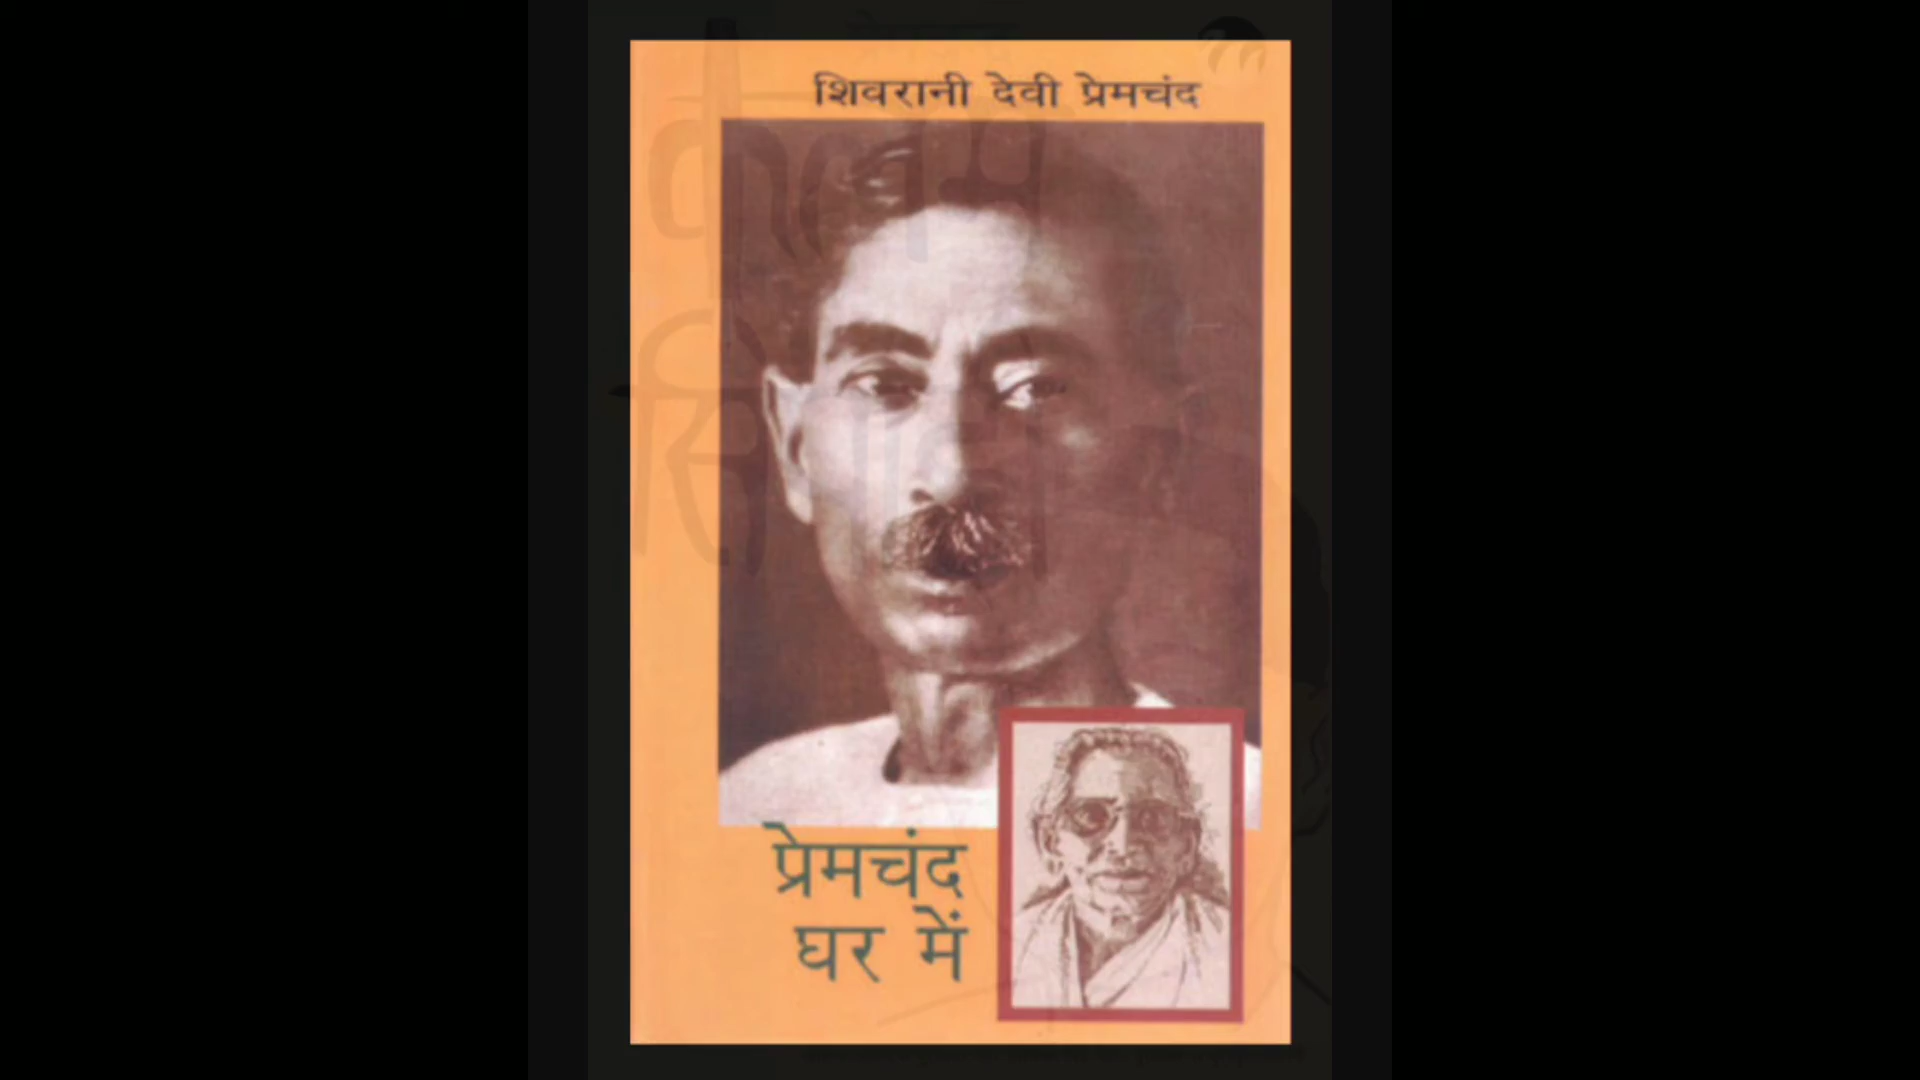 शिवरानी देवी प्रेमचंद
प्रेमचंद
घर में